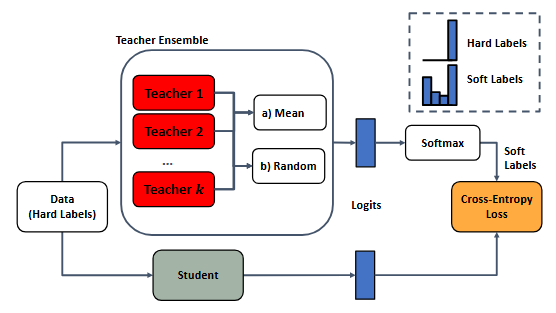 Teacher Ensemble
Hard Labels
Soft Labels
Teacher 1
Teacher 2
...
Teacher k
a) Mean
b) Random
Softmax
Soft
Labels
Data
(Hard Labels)
Logits
Cross-Entropy
Loss
Student